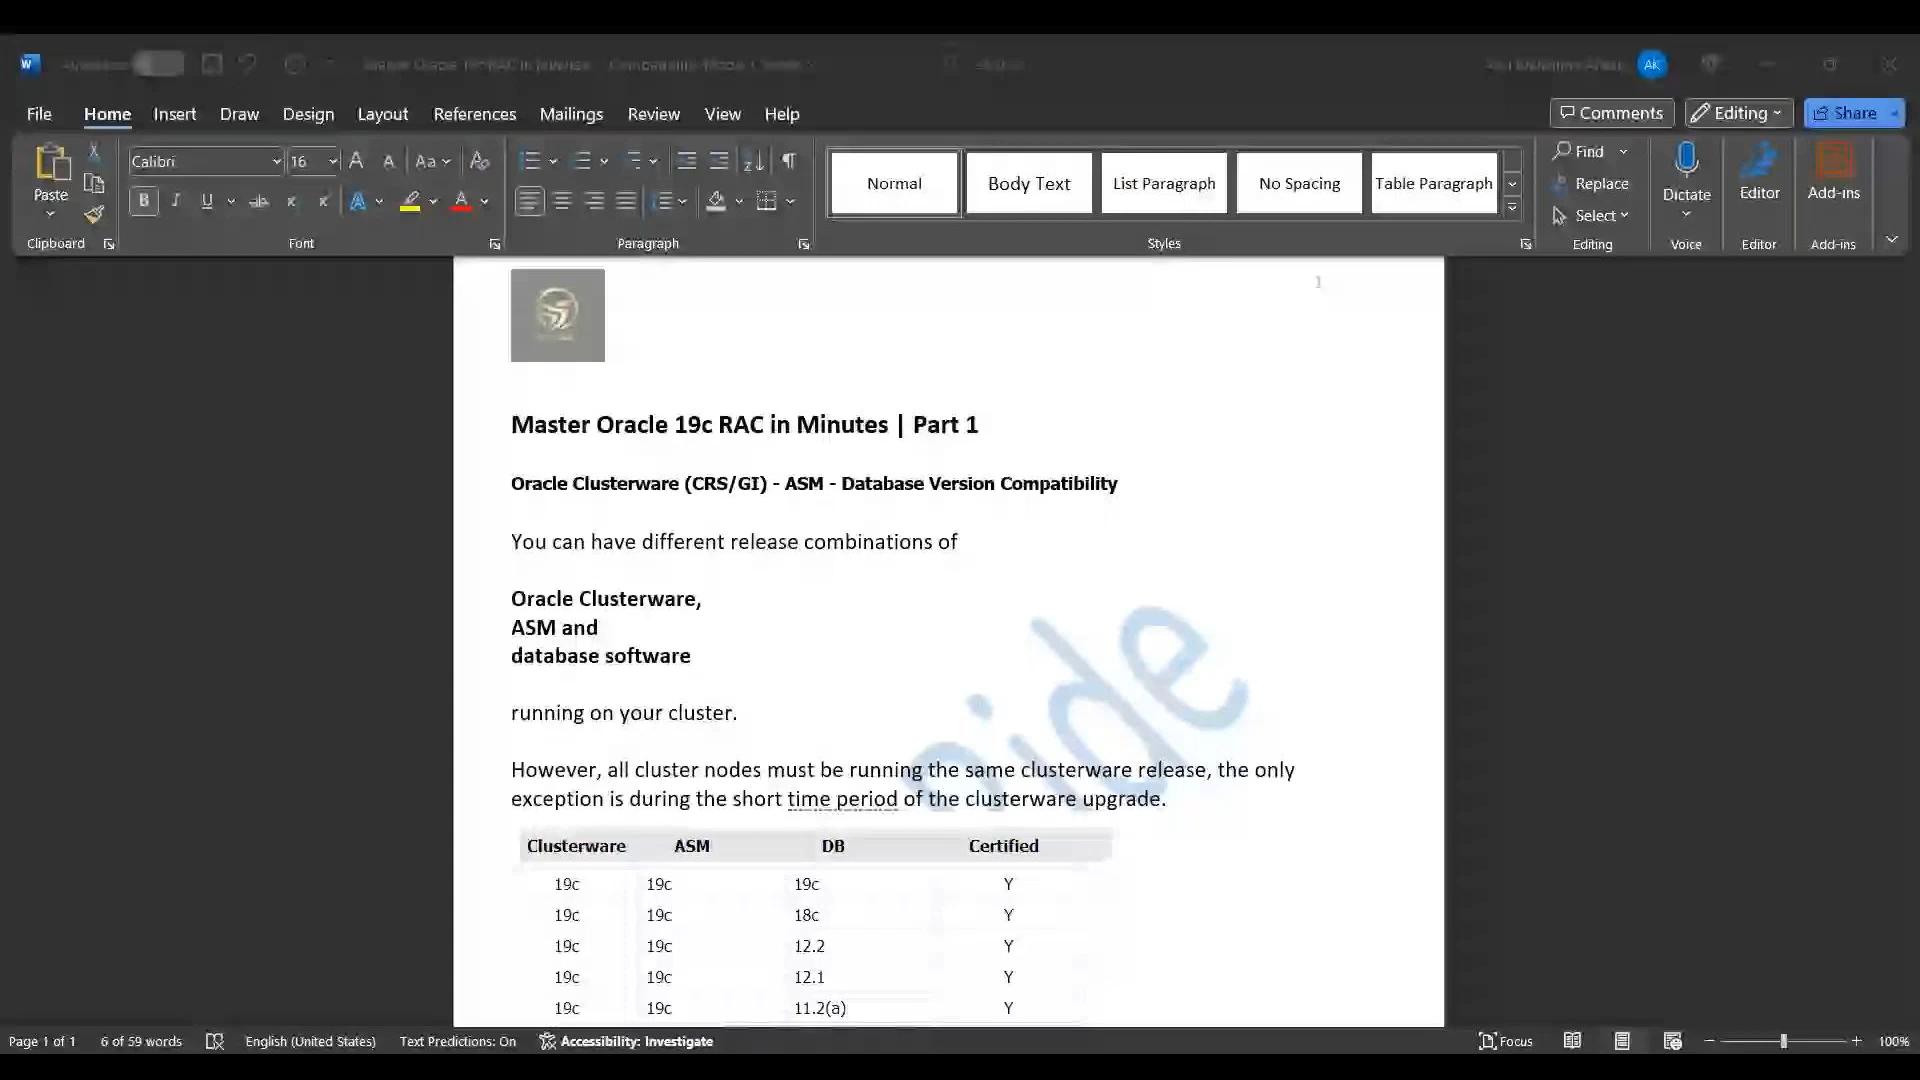 File Home Insert Draw Design Layout References Mailings Review View Help Comments Editing Share
Calibri 16 Aa
Paste
Find
Replace
Select
Dictate Editor Add-ins
Normal Body Text List Paragraph No Spacing Table Paragraph
Clipboard Font Paragraph Styles Editing Voice Editor Add-ins
1
Master Oracle 19c RAC in Minutes | Part 1
Oracle Clusterware (CRS/GI) - ASM - Database Version Compatibility
You can have different release combinations of
Oracle Clusterware,
ASM and
database software
running on your cluster.
However, all cluster nodes must be running the same clusterware release, the only
exception is during the short time period of the clusterware upgrade.
Clusterware ASM DB Certified
19c 19c 19c Y
19c 19c 18c Y
19c 19c 12.2 Y
19c 19c 12.1 Y
19c 19c 11.2(a) Y
Page 1 of 1 6 of 59 words English (United States) Text Predictions: On Accessibility: Investigate Focus 100%
AK